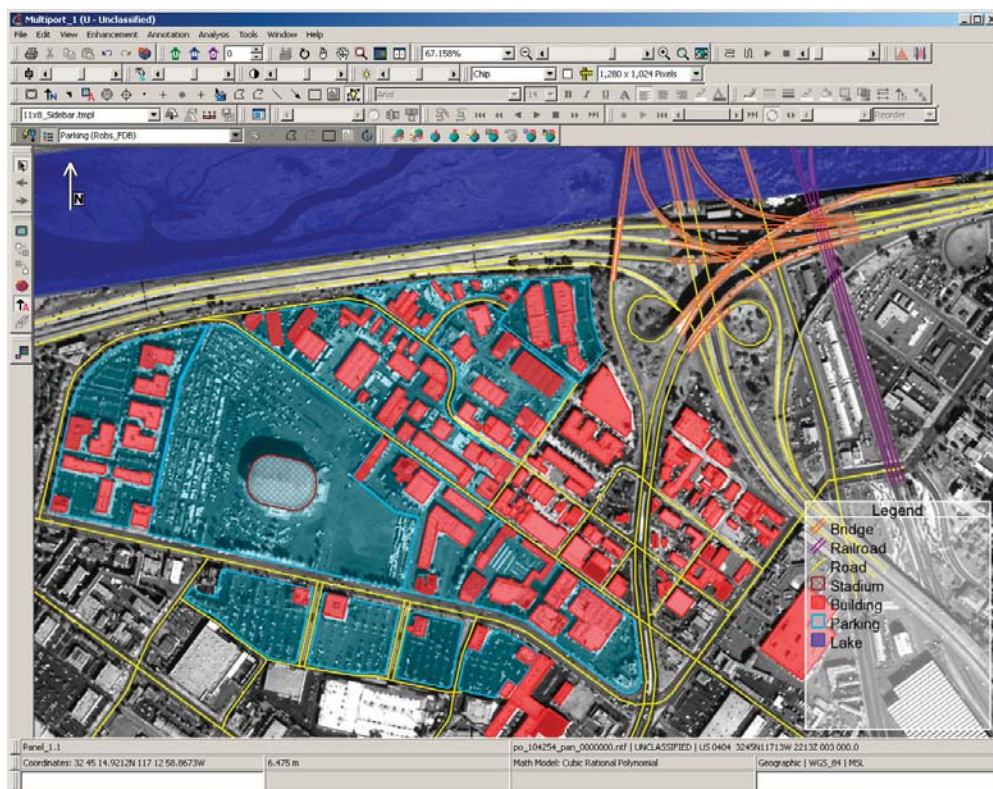 Multiport_1 (U - Unclassified)
File Edit View Enhancement Annotation Analysis Tools Window Help
0 67.158%
Chip 1,280 x 1,024 Pixels
Arial 14 B I U A
11x8_Sidebar.tmpl Reorder
Parking (Robs_FDB)
N
Legend
Bridge
Railroad
Road
Stadium
Building
Parking
Lake
Panel_1.1 po_104254_pan_0000000.ntf | UNCLASSIFIED | US 0404 3245N11713W 2213Z 003 000.0
Coordinates: 32 45 14.9212N 117 12 58.8673W 6.475 m Math Model: Cubic Rational Polynomial Geographic | WGS_84 | MSL